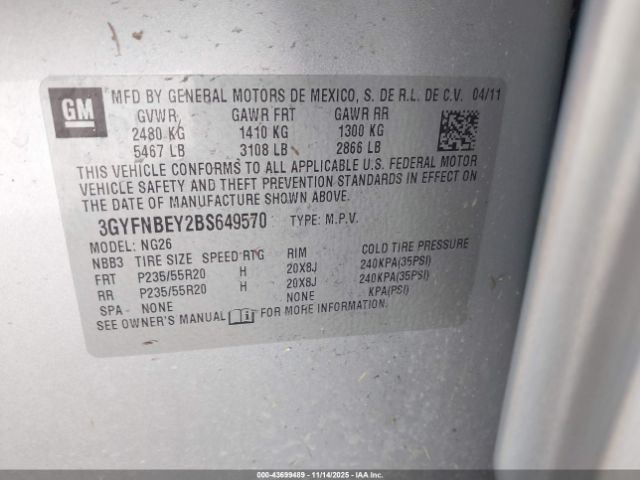 GM
MFD BY GENERAL MOTORS DE MEXICO, S. DE R.L. DE C.V. 04/11
GVWR GAWR FRT GAWR RR
2480 KG 1410 KG 1300 KG
5467 LB 3108 LB 2866 LB
THIS VEHICLE CONFORMS TO ALL APPLICABLE U.S. FEDERAL MOTOR
VEHICLE SAFETY AND THEFT PREVENTION STANDARDS IN EFFECT ON
THE DATE OF MANUFACTURE SHOWN ABOVE.
3GYFNBEY2BS649570 TYPE: M.P.V.
MODEL: NG26
NBB3 TIRE SIZE SPEED RTG RIM COLD TIRE PRESSURE
FRT P235/55R20 H 20X8J 240KPA(35PSI)
RR P235/55R20 H 20X8J 240KPA(35PSI)
SPA - NONE NONE KPA(PSI)
SEE OWNER'S MANUAL FOR MORE INFORMATION.
000-43699489 - 11/14/2025 - IAAI.COM